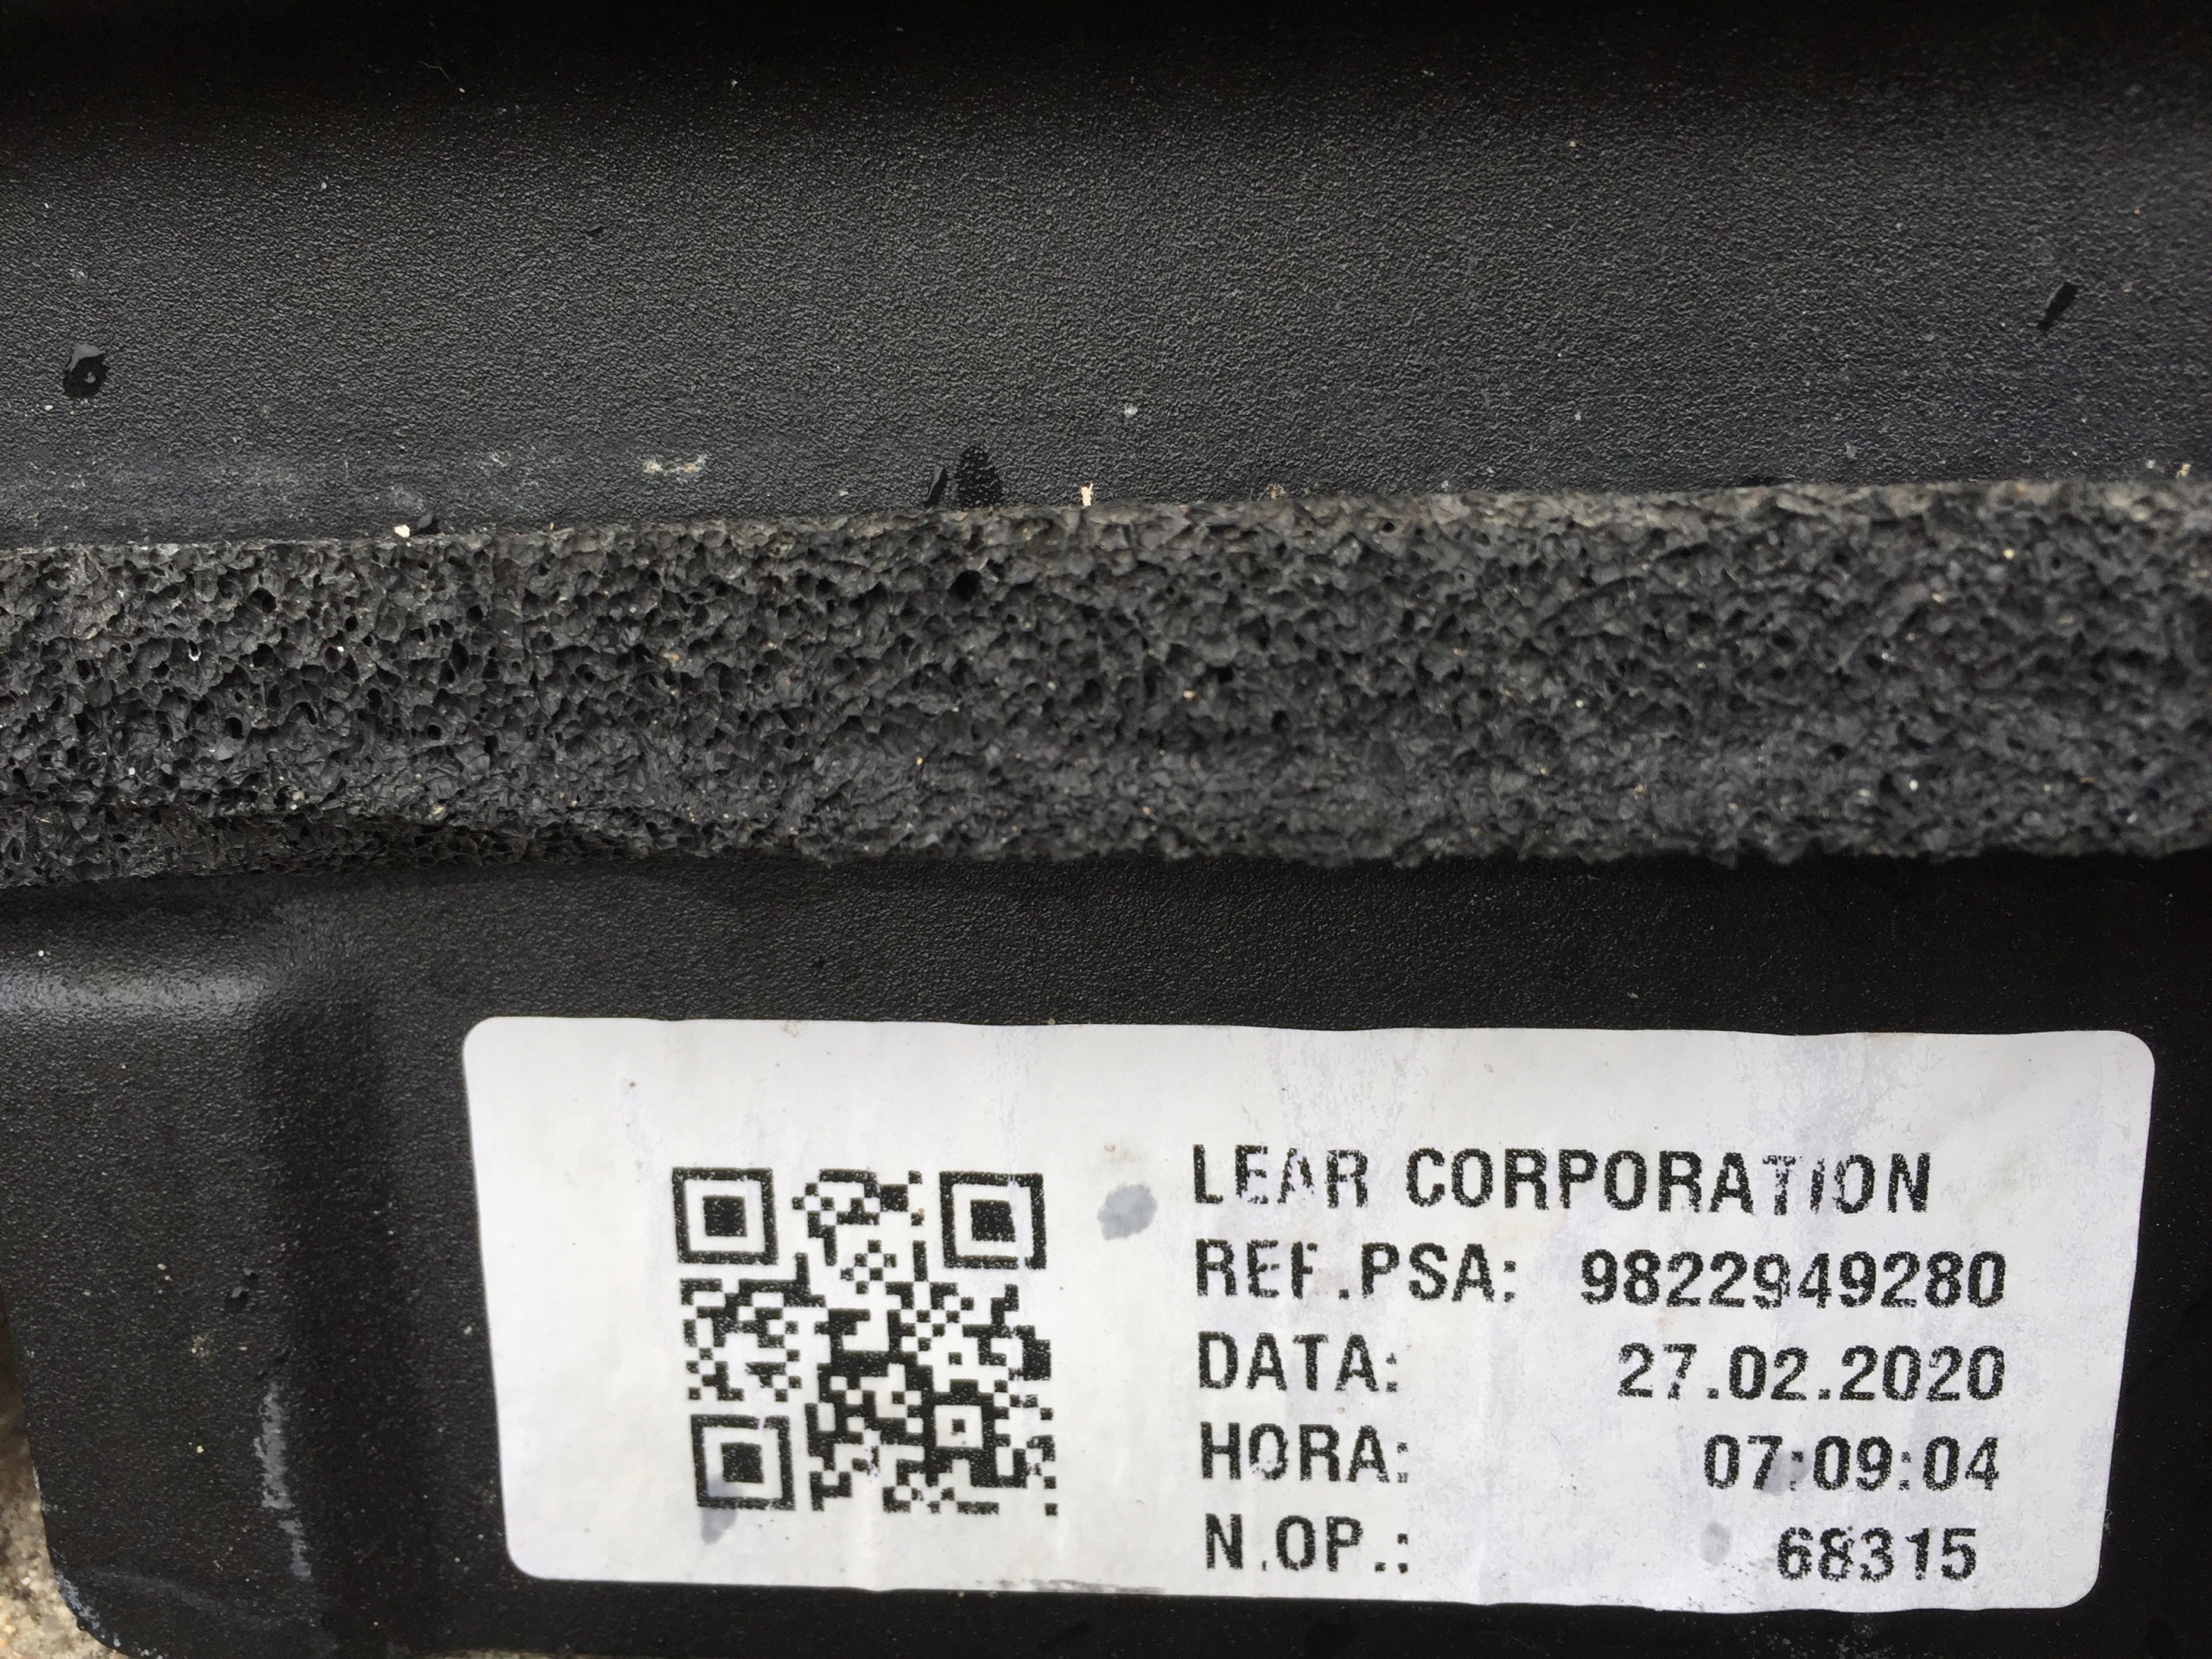 LEAR CORPORATION
REF.PSA: 9822949280
DATA: 27.02.2020
HORA: 07:09:04
N.OP.: 68315